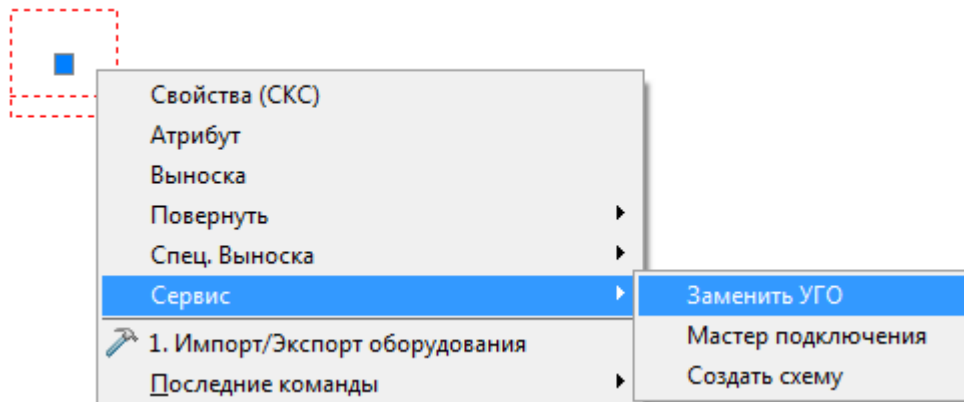 Свойства (СКС)
Атрибут
Выноска
Повернуть
Спец. Выноска
Сервис
Заменить УГО
1. Импорт/Экспорт оборудования
Мастер подключения
Последние команды
Создать схему